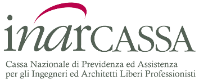 inarCASSA
Cassa Nazionale di Previdenza ed Assistenza
per gli Ingegneri ed Architetti Liberi Professionisti